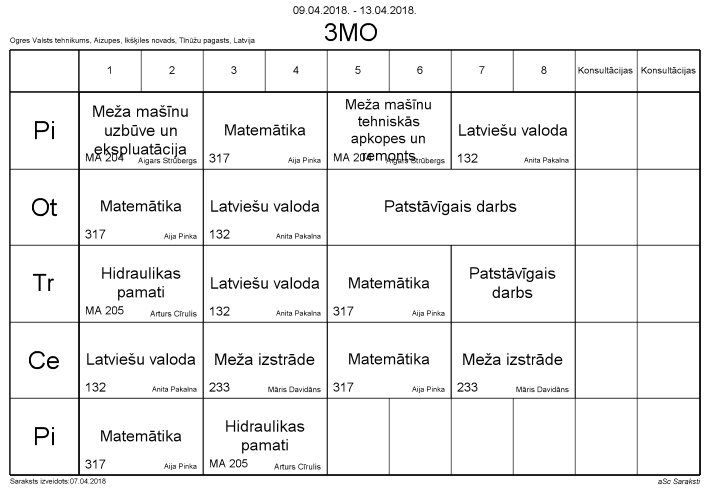 09.04.2018. - 13.04.2018.
Ogres Valsts tehnikums, Aizupes, Ikšķiles novads, Tīnūžu pagasts, Latvija
3MO
1 2 3 4 5 6 7 8 Konsultācijas Konsultācijas
Pi
Meža mašīnu
uzbūve un
ekspluatācija
MA 204 Aigars Strūbergs
Matemātika
317 Aija Pinka
Meža mašīnu
tehniskās
apkopes un
remonts
MA 204 Aigars Strūbergs
Latviešu valoda
132 Anita Pakalna
Ot
Matemātika
317 Aija Pinka
Latviešu valoda
132 Anita Pakalna
Patstāvīgais darbs
Tr
Hidraulikas
pamati
MA 205 Arturs Cīrulis
Latviešu valoda
132 Anita Pakalna
Matemātika
317 Aija Pinka
Patstāvīgais
darbs
Ce
Latviešu valoda
132 Anita Pakalna
Meža izstrāde
233 Māris Davidāns
Matemātika
317 Aija Pinka
Meža izstrāde
233 Māris Davidāns
Pi
Matemātika
317 Aija Pinka
Hidraulikas
pamati
MA 205 Arturs Cīrulis
Saraksts izveidots:07.04.2018
aSc Saraksti